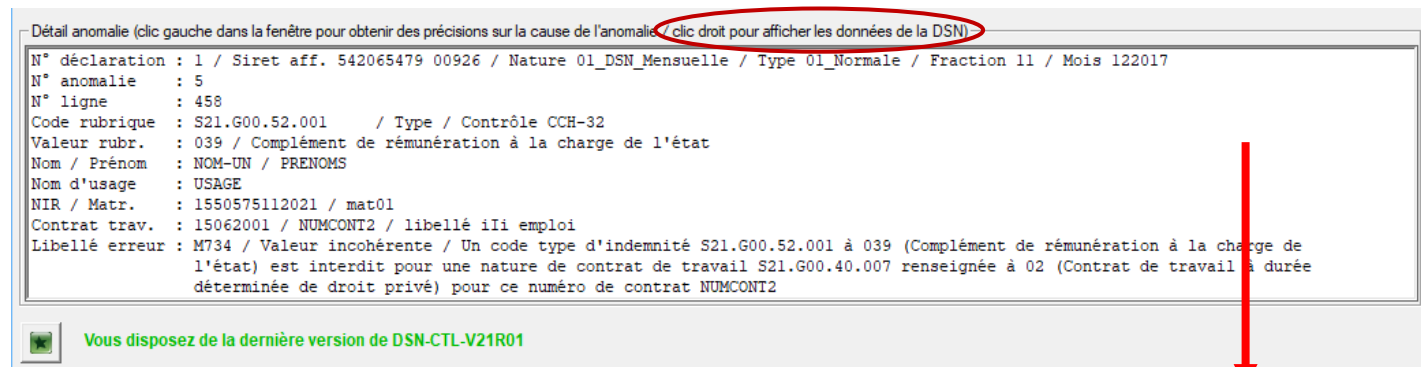 Détail anomalie (clic gauche dans la fenêtre pour obtenir des précisions sur la cause de l'anomalie / clic droit pour afficher les données de la DSN)
N° déclaration : 1 / Siret aff. 542065479 00926 / Nature 01_DSN_Mensuelle / Type 01_Normale / Fraction 11 / Mois 122017
N° anomalie : 5
N° ligne : 458
Code rubrique : S21.G00.52.001 / Type / Contrôle CCH-32
Valeur rubr. : 039 / Complément de rémunération à la charge de l'état
Nom / Prénom : NOM-UN / PRENOMS
Nom d'usage : USAGE
NIR / Matr. : 1550575112021 / mat01
Contrat trav. : 15062001 / NUMCONT2 / libellé iIi emploi
Libellé erreur : M734 / Valeur incohérente / Un code type d'indemnité S21.G00.52.001 à 039 (Complément de rémunération à la charge de
l'état) est interdit pour une nature de contrat de travail S21.G00.40.007 renseignée à 02 (Contrat de travail à durée
déterminée de droit privé) pour ce numéro de contrat NUMCONT2
Vous disposez de la dernière version de DSN-CTL-V21R01